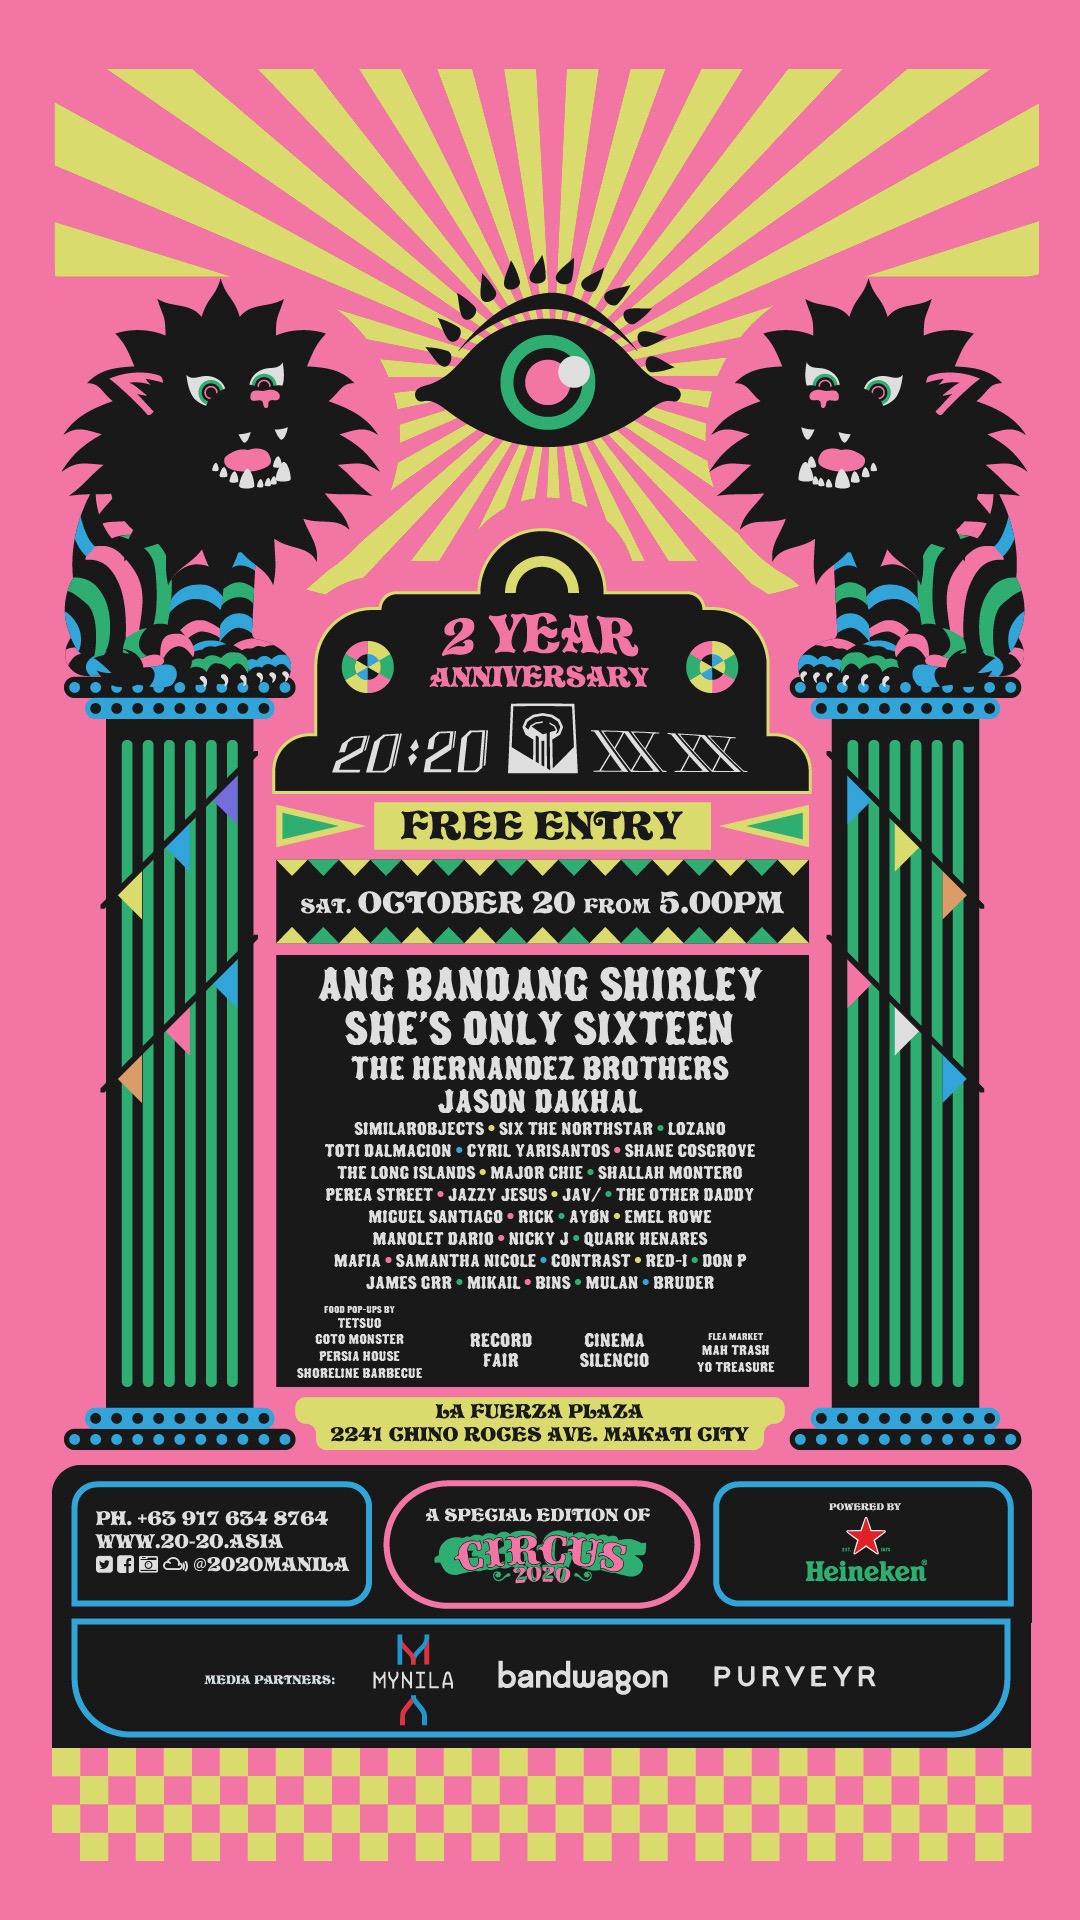 2 YEAR
ANNIVERSARY
20:20 XX XX
FREE ENTRY
SAT. OCTOBER 20 FROM 5.00PM
ANG BANDANG SHIRLEY
SHE'S ONLY SIXTEEN
THE HERNANDEZ BROTHERS
JASON DAKHAL
SIMILAROBJECTS • SIX THE NORTHSTAR • LOZANO
TOTI DALMACION • CYRIL YARISANTOS • SHANE COSGROVE
THE LONG ISLANDS • MAJOR CHIE • SHALLAH MONTERO
PEREA STREET • JAZZY JESUS • JAV/ • THE OTHER DADDY
MIGUEL SANTIAGO • RICK • AYØN • EMEL ROWE
MANOLET DARIO • NICKY J • QUARK HENARES
MAFIA • SAMANTHA NICOLE • CONTRAST • RED-I • DON P
JAMES GRR • MIKAIL • BINS • MULAN • BRUDER
FOOD POP-UPS BY
TETSUO
GOTO MONSTER
PERSIA HOUSE
SHORELINE BARBECUE
RECORD
FAIR
CINEMA
SILENCIO
FLEA MARKET
MAH TRASH
YO TREASURE
LA FUERZA PLAZA
2241 CHINO ROCES AVE. MAKATI CITY
PH. +63 917 634 8764
WWW.20-20.ASIA
@2020MANILA
A SPECIAL EDITION OF
CIRCUS
2020
POWERED BY
EST. 1873
Heineken®
MEDIA PARTNERS:
MYNILA
bandwagon
PURVEYR